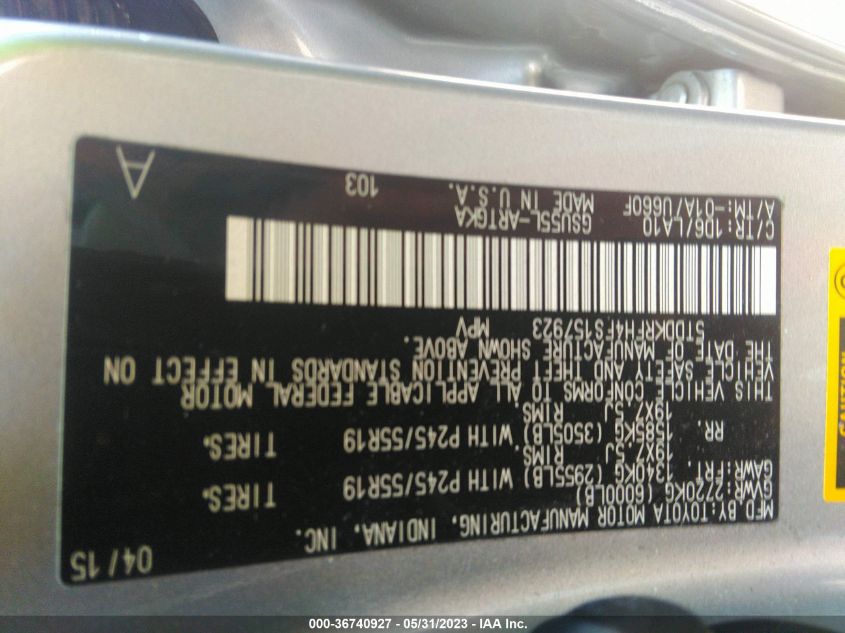 MFD.BY:TOYOTA MOTOR MANUFACTURING, INDIANA, INC. 04/15
GVWR:2720KG (6000LB)
GAWR:FRT. 1340KG (2955LB) WITH P245/55R19 TIRES.
19X7.5J RIMS.
RR. 1585KG (3505LB) WITH P245/55R19 TIRES.
19X7.5J RIMS.
THIS VEHICLE CONFORMS TO ALL APPLICABLE FEDERAL MOTOR
VEHICLE SAFETY AND THEFT PREVENTION STANDARDS IN EFFECT ON
THE DATE OF MANUFACTURE SHOWN ABOVE.
5TDDKRFH4FS157923 MPV
C/TR:1D6/LA10 GSU55L-ARTGKA
A/TM:-01A/U660F MADE IN U.S.A. 103 A
CAUTION
000-36740927 - 05/31/2023 - IAA Inc.